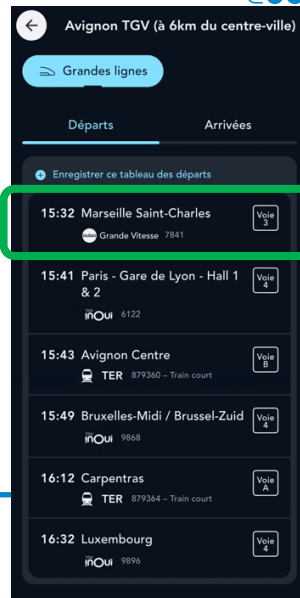 Avignon TGV (à 6km du centre-ville)
Grandes lignes
Départs Arrivées
Enregistrer ce tableau des départs
15:32 Marseille Saint-Charles Voie 3
OUIGO Grande Vitesse 7841
15:41 Paris - Gare de Lyon - Hall 1 Voie 4
& 2
inOui 6122
15:43 Avignon Centre Voie B
TER 879360 – Train court
15:49 Bruxelles-Midi / Brussel-Zuid Voie 4
inOui 9868
16:12 Carpentras Voie A
TER 879364 – Train court
16:32 Luxembourg Voie 4
inOui 9896